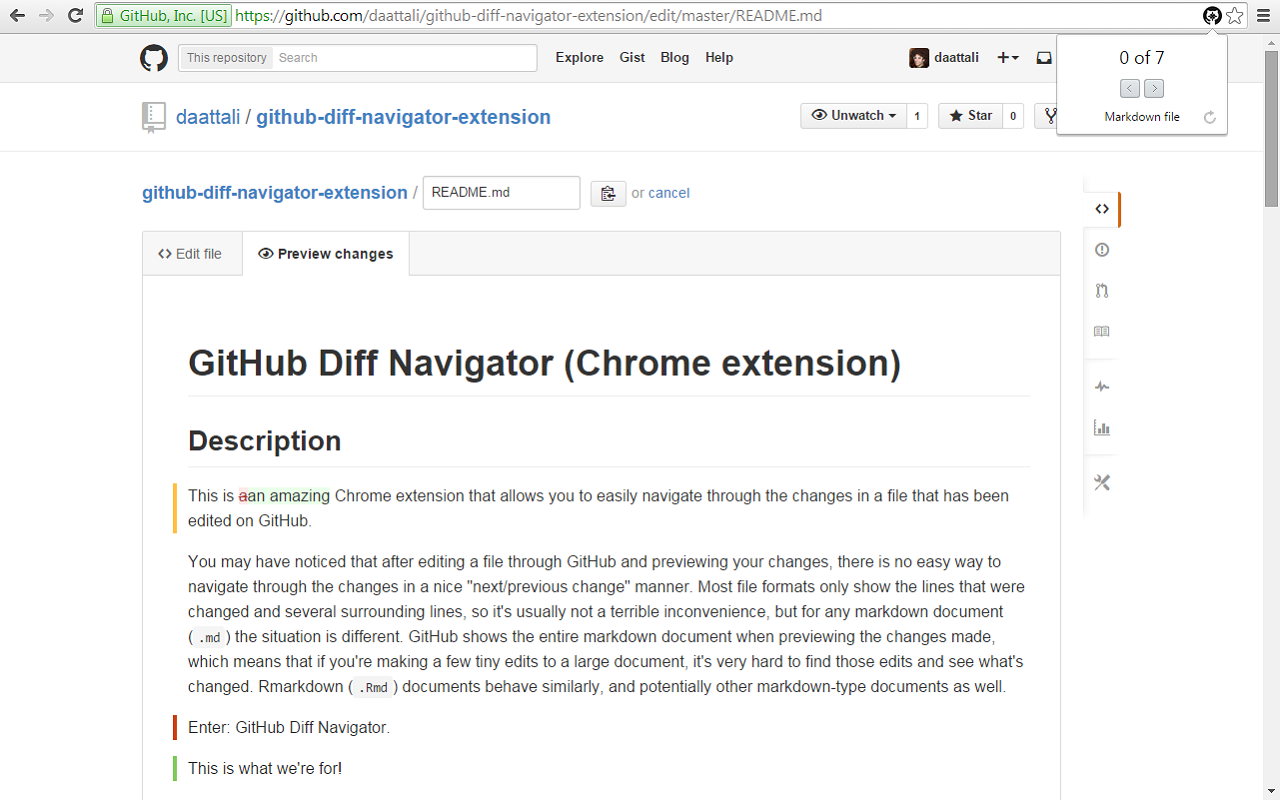 GitHub, Inc. [US] https://github.com/daattali/github-diff-navigator-extension/edit/master/README.md
This repository Search Explore Gist Blog Help daattali
0 of 7
Markdown file
daattali / github-diff-navigator-extension Unwatch 1 Star 0
github-diff-navigator-extension / README.md or cancel
Edit file Preview changes
GitHub Diff Navigator (Chrome extension)
Description
This is aan amazing Chrome extension that allows you to easily navigate through the changes in a file that has been
edited on GitHub.
You may have noticed that after editing a file through GitHub and previewing your changes, there is no easy way to
navigate through the changes in a nice "next/previous change" manner. Most file formats only show the lines that were
changed and several surrounding lines, so it's usually not a terrible inconvenience, but for any markdown document
( .md ) the situation is different. GitHub shows the entire markdown document when previewing the changes made,
which means that if you're making a few tiny edits to a large document, it's very hard to find those edits and see what's
changed. Rmarkdown ( .Rmd ) documents behave similarly, and potentially other markdown-type documents as well.
Enter: GitHub Diff Navigator.
This is what we're for!